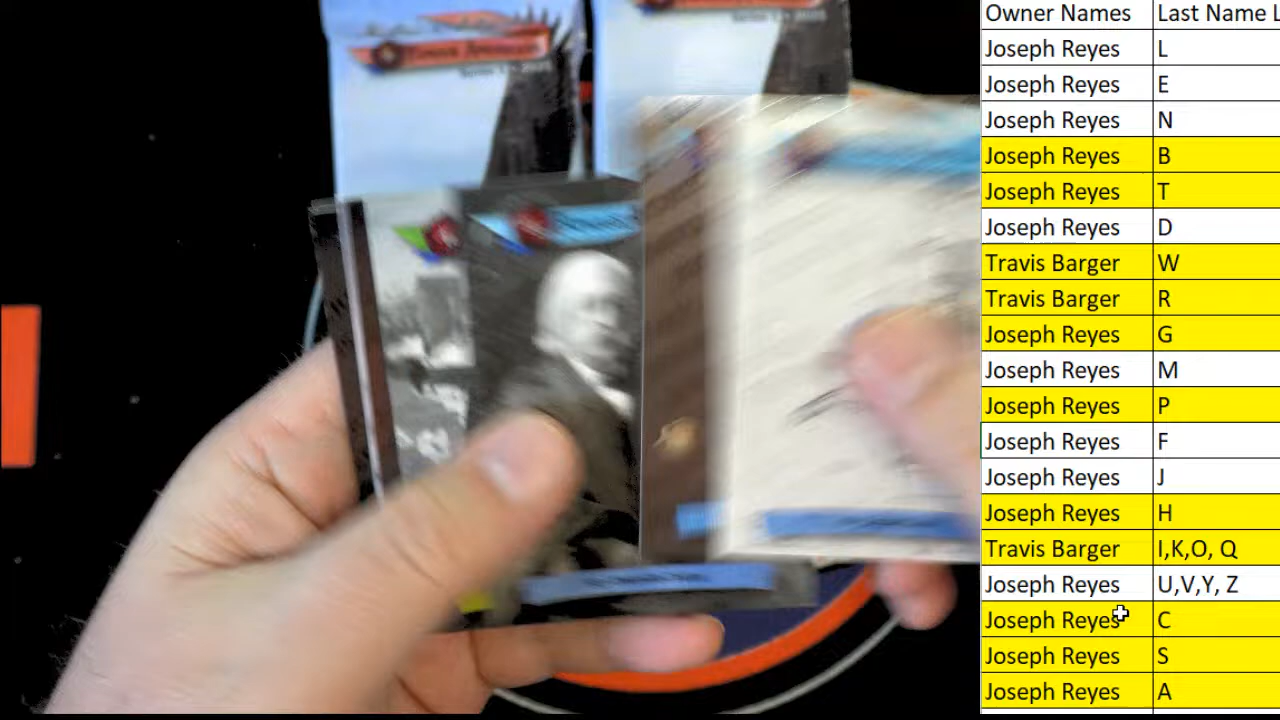 Owner Names Last Name L
Joseph Reyes L
Joseph Reyes E
Joseph Reyes N
Joseph Reyes B
Joseph Reyes T
Joseph Reyes D
Travis Barger W
Travis Barger R
Joseph Reyes G
Joseph Reyes M
Joseph Reyes P
Joseph Reyes F
Joseph Reyes J
Joseph Reyes H
Travis Barger I,K,O, Q
Joseph Reyes U,V,Y, Z
Joseph Reyes C
Joseph Reyes S
Joseph Reyes A